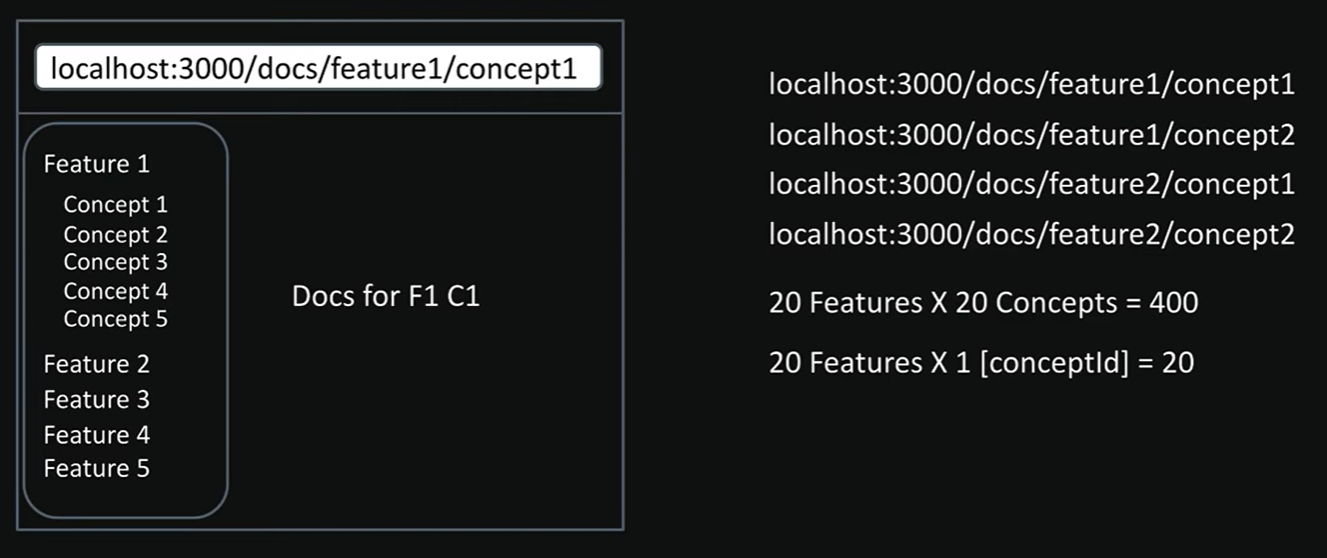 localhost:3000/docs/feature1/concept1
Feature 1
Concept 1
Concept 2
Concept 3
Concept 4
Concept 5
Feature 2
Feature 3
Feature 4
Feature 5
Docs for F1 C1
localhost:3000/docs/feature1/concept1
localhost:3000/docs/feature1/concept2
localhost:3000/docs/feature2/concept1
localhost:3000/docs/feature2/concept2
20 Features X 20 Concepts = 400
20 Features X 1 [conceptId] = 20